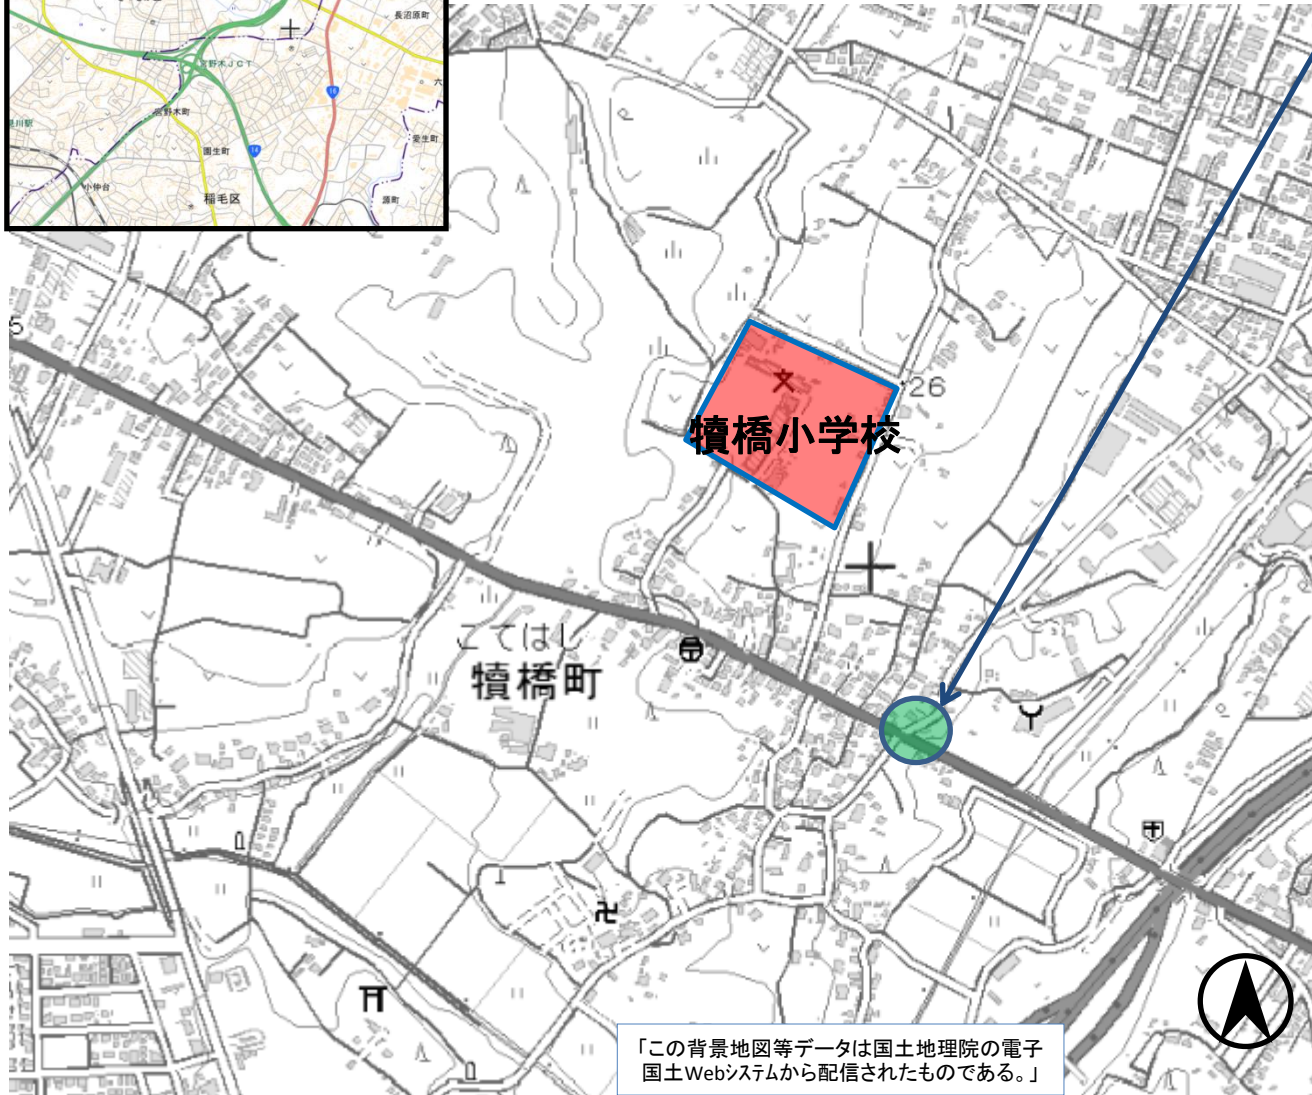 長沼原町
宮野木JCT
16
六
宮野木町
愛生町
園生町
14
小仲台
稲毛区
源町
5
26
犢橋小学校
こてはし
犢橋町
「この背景地図等データは国土地理院の電子
国土Webシステムから配信されたものである。」